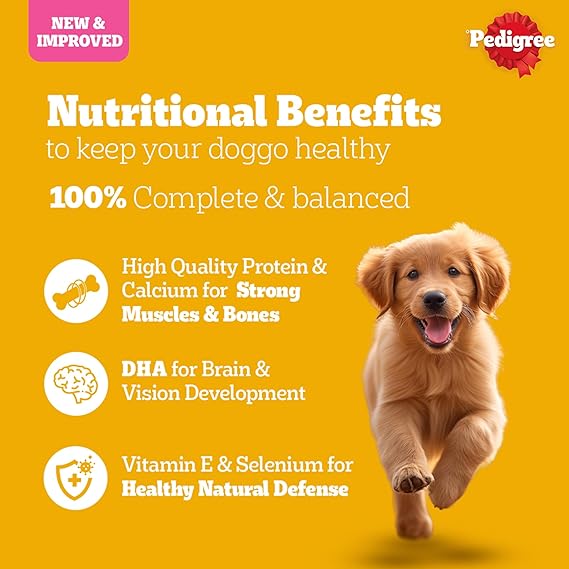 NEW &
IMPROVED
Pedigree
Nutritional Benefits
to keep your doggo healthy
100% Complete & balanced
High Quality Protein &
Calcium for Strong
Muscles & Bones
DHA for Brain &
Vision Development
Vitamin E & Selenium for
Healthy Natural Defense